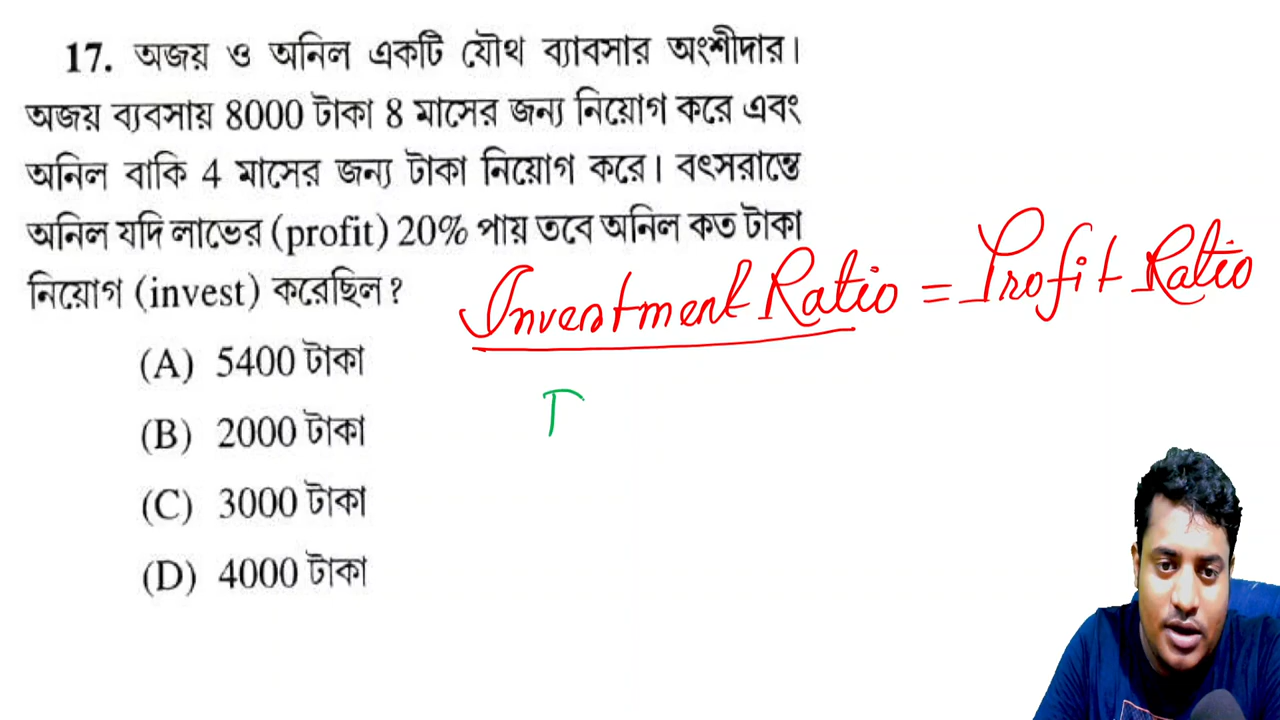 17. অজয় ও অনিল একটি যৌথ ব্যাবসার অংশীদার।
অজয় ব্যবসায় 8000 টাকা 8 মাসের জন্য নিয়োগ করে এবং
অনিল বাকি 4 মাসের জন্য টাকা নিয়োগ করে। বৎসরান্তে
অনিল যদি লাভের (profit) 20% পায় তবে অনিল কত টাকা
নিয়োগ (invest) করেছিল?
Investment Ratio = Profit Ratio
(A) 5400 টাকা
(B) 2000 টাকা
(C) 3000 টাকা
(D) 4000 টাকা